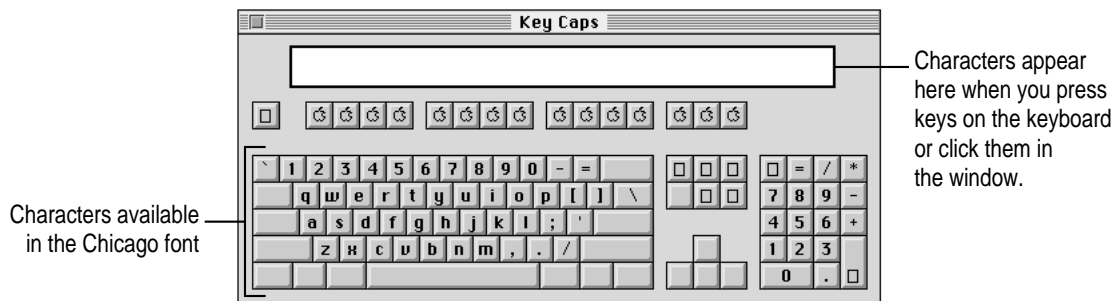 Key Caps
Characters appear
here when you press
keys on the keyboard
or click them in
the window.
Characters available
in the Chicago font
` 1 2 3 4 5 6 7 8 9 0 - = = / *
q w e r t y u i o p [ ] \ 7 8 9 -
a s d f g h j k l ; ' 4 5 6 +
z x c v b n m , . / 1 2 3
0 .